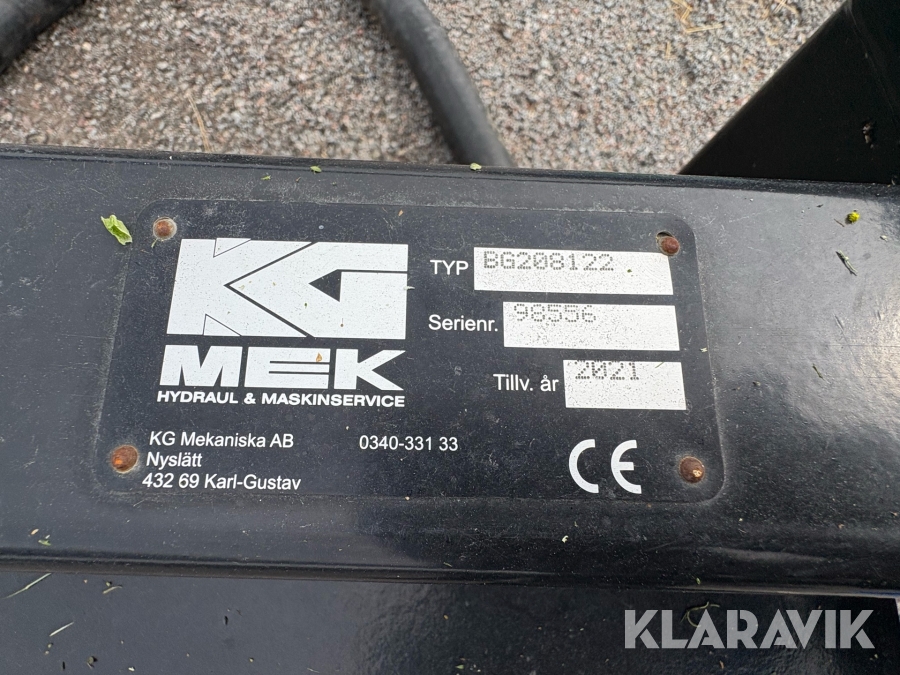 KG
MEK
HYDRAUL & MASKINSERVICE
TYP BG208122
Serienr. 98556
Tillv. år 2021
KG Mekaniska AB 0340-331 33
Nyslätt
432 69 Karl-Gustav
CE
KLARAVIK